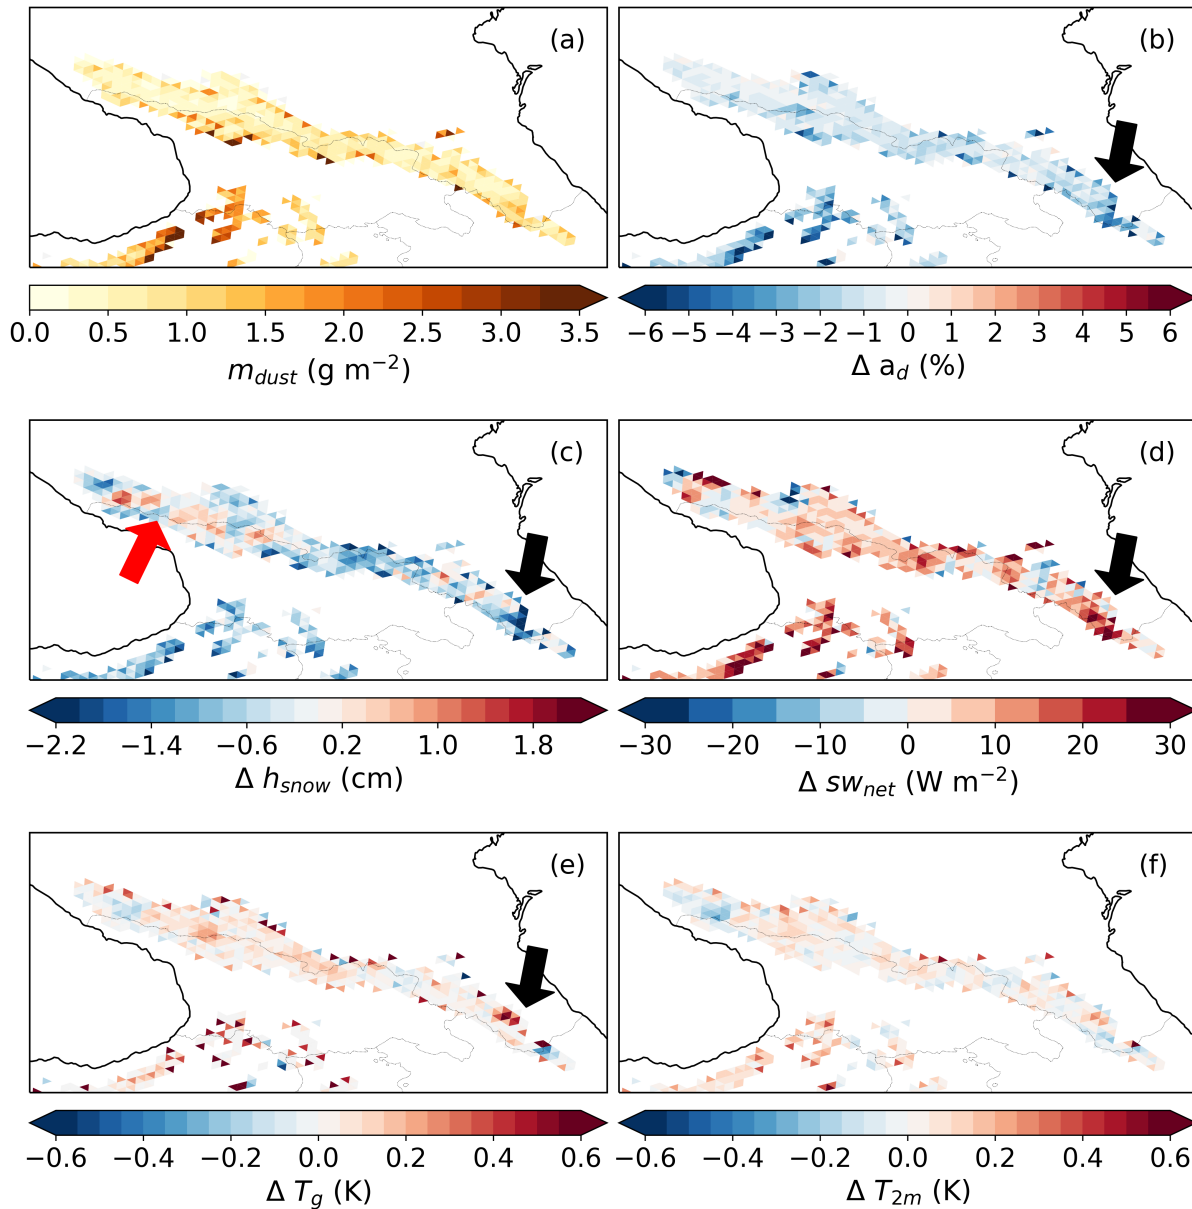 (a)
(b)
0.0 0.5 1.0 1.5 2.0 2.5 3.0 3.5
m_dust (g m⁻²)
−6 −5 −4 −3 −2 −1 0 1 2 3 4 5 6
Δ a_d (%)
(c)
(d)
−2.2 −1.4 −0.6 0.2 1.0 1.8
Δ h_snow (cm)
−30 −20 −10 0 10 20 30
Δ sw_net (W m⁻²)
(e)
(f)
−0.6 −0.4 −0.2 0.0 0.2 0.4 0.6
Δ T_g (K)
−0.6 −0.4 −0.2 0.0 0.2 0.4 0.6
Δ T_2m (K)